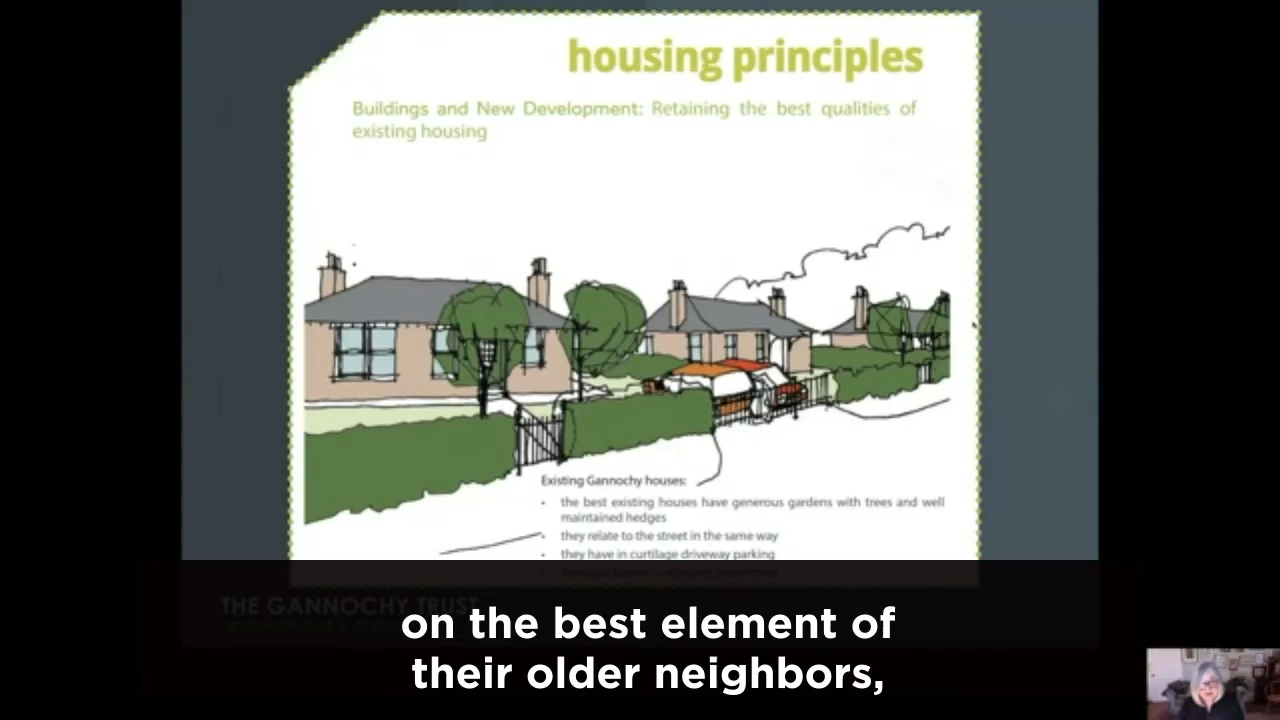 housing principles
Buildings and New Development: Retaining the best qualities of
existing housing
Existing Gannochy houses:
• the best existing houses have generous gardens with trees and well
maintained hedges
• they relate to the street in the same way
• they have in curtilage driveway parking
THE GANNOCHY TRUST
on the best element of
their older neighbors,